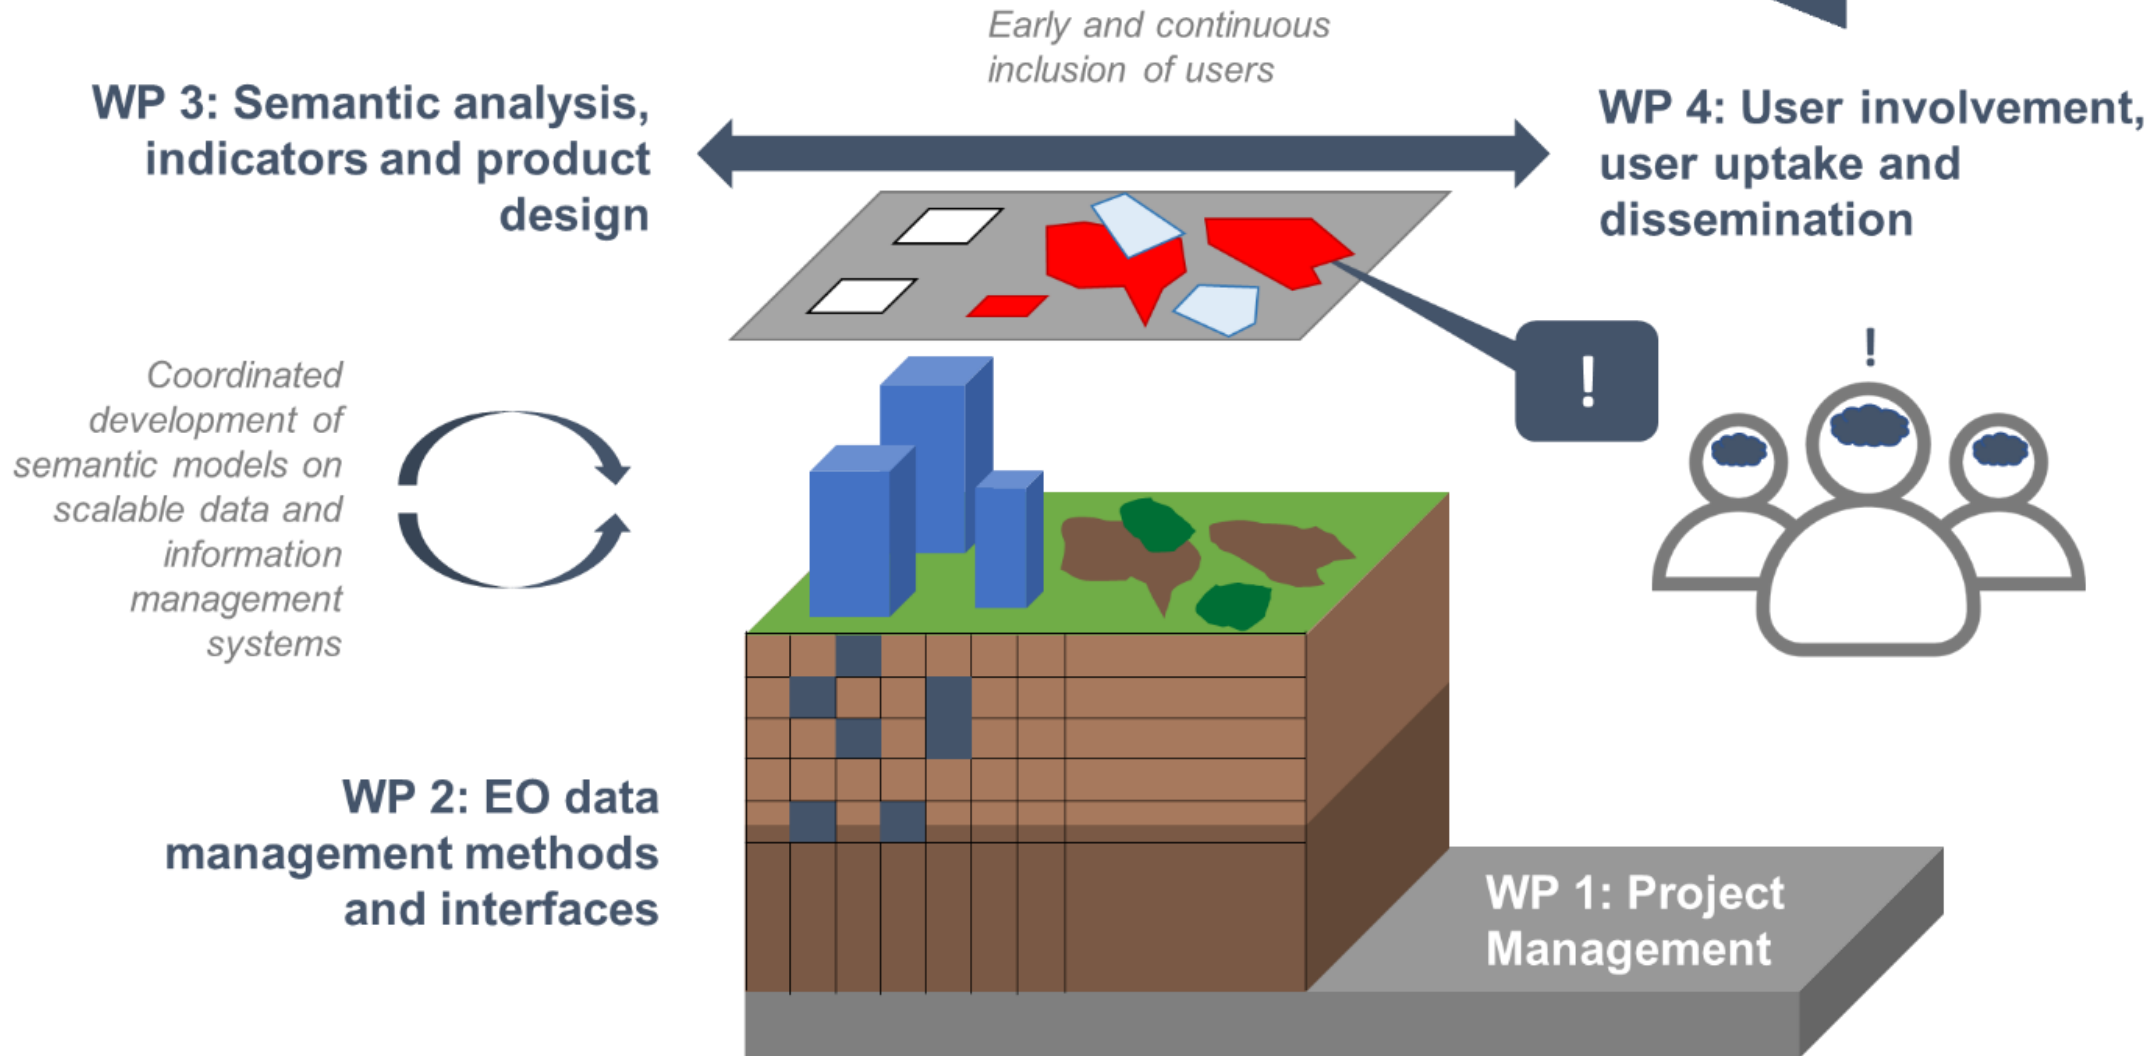 Early and continuous
inclusion of users
WP 3: Semantic analysis,
indicators and product
design
WP 4: User involvement,
user uptake and
dissemination
!
!
Coordinated
development of
semantic models on
scalable data and
information
management
systems
WP 2: EO data
management methods
and interfaces
WP 1: Project
Management